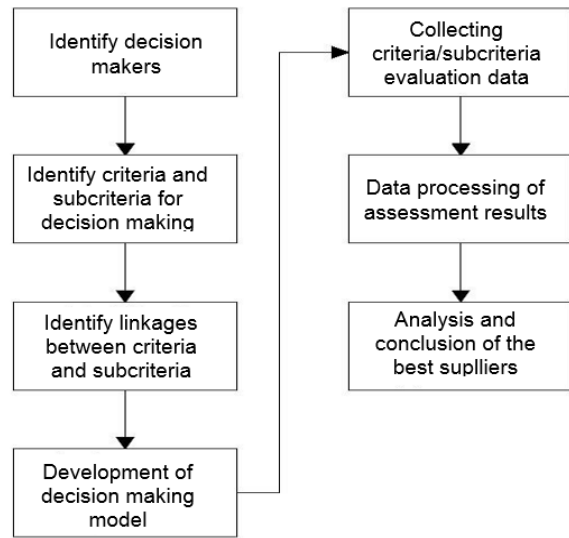 Identify decision
makers
Identify criteria and
subcriteria for
decision making
Identify linkages
between criteria
and subcriteria
Development of
decision making
model
Collecting
criteria/subcriteria
evaluation data
Data processing of
assessment results
Analysis and
conclusion of the
best suplliers